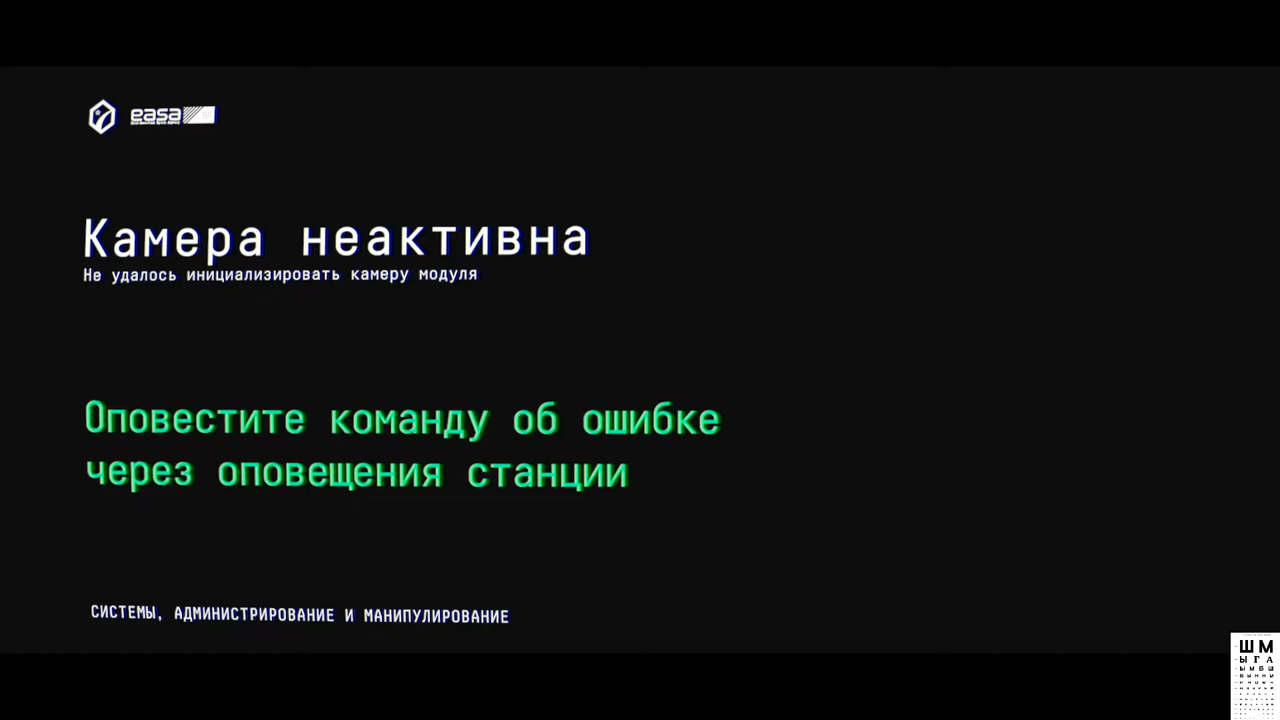 easa
Камера неактивна
Не удалось инициализировать камеру модуля
Оповестите команду об ошибке
через оповещения станции
СИСТЕМЫ, АДМИНИСТРИРОВАНИЕ И МАНИПУЛИРОВАНИЕ
Ш М
Ы Г А
Ы М Б Ш
Б Ы Н К И